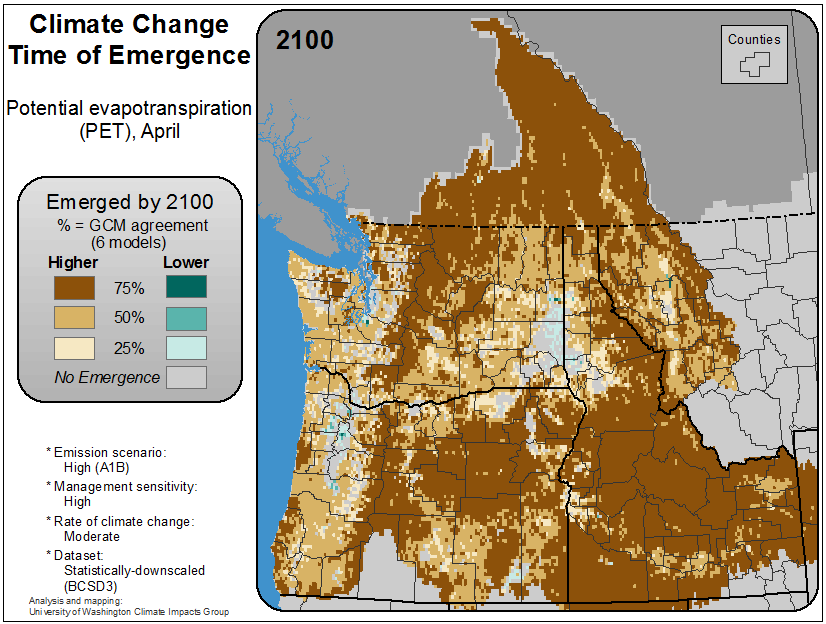 Climate Change
Time of Emergence
Potential evapotranspiration
(PET), April
Emerged by 2100
% = GCM agreement
(6 models)
Higher Lower
75%
50%
25%
No Emergence
* Emission scenario:
High (A1B)
* Management sensitivity:
High
* Rate of climate change:
Moderate
* Dataset:
Statistically-downscaled
(BCSD3)
Analysis and mapping:
University of Washington Climate Impacts Group
2100
Counties